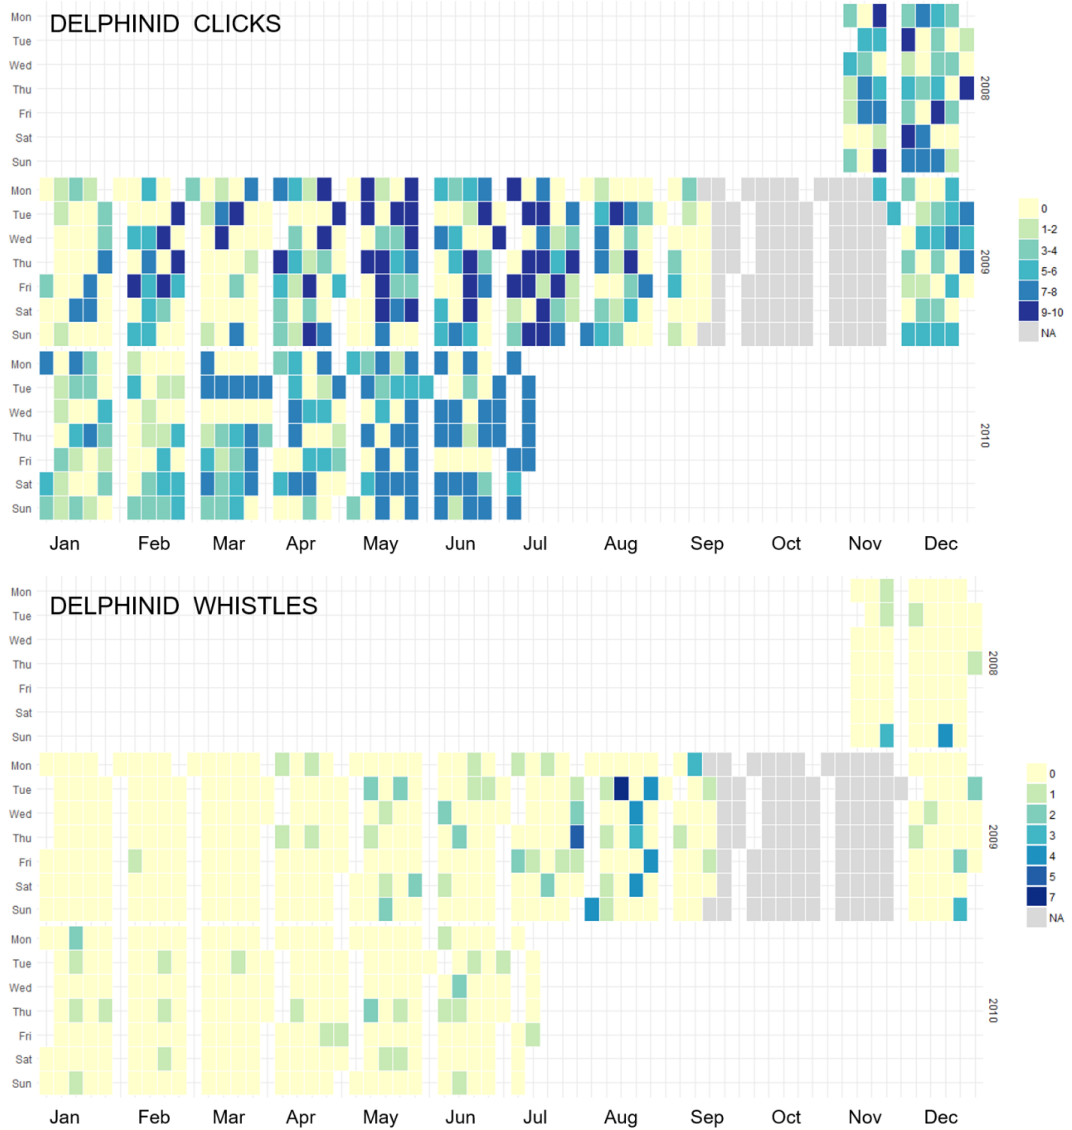 DELPHINID CLICKS
Mon
Tue
Wed
Thu
Fri
Sat
Sun
2008
Mon
Tue
Wed
Thu
Fri
Sat
Sun
2009
Mon
Tue
Wed
Thu
Fri
Sat
Sun
2010
0
1-2
3-4
5-6
7-8
9-10
NA
Jan Feb Mar Apr May Jun Jul Aug Sep Oct Nov Dec
DELPHINID WHISTLES
Mon
Tue
Wed
Thu
Fri
Sat
Sun
2008
Mon
Tue
Wed
Thu
Fri
Sat
Sun
2009
Mon
Tue
Wed
Thu
Fri
Sat
Sun
2010
0
1
2
3
4
5
7
NA
Jan Feb Mar Apr May Jun Jul Aug Sep Oct Nov Dec